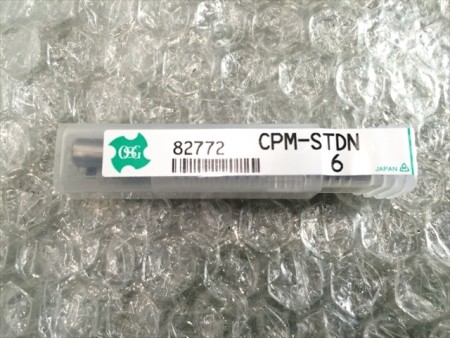 OSG
82772
CPM-STDN
6
JAPAN